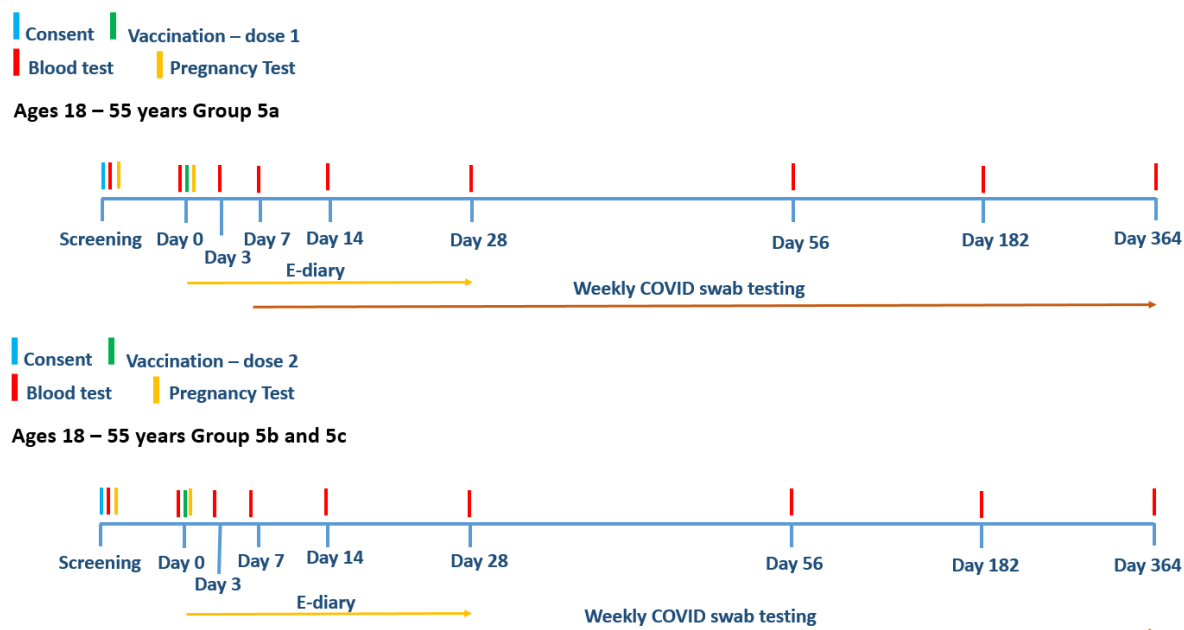 Consent Vaccination – dose 1
Blood test Pregnancy Test
Ages 18 – 55 years Group 5a
Screening Day 0 Day 7 Day 14 Day 28 Day 56 Day 182 Day 364
Day 3
E-diary
Weekly COVID swab testing
Consent Vaccination – dose 2
Blood test Pregnancy Test
Ages 18 – 55 years Group 5b and 5c
Screening Day 0 Day 7 Day 14 Day 28 Day 56 Day 182 Day 364
Day 3
E-diary
Weekly COVID swab testing